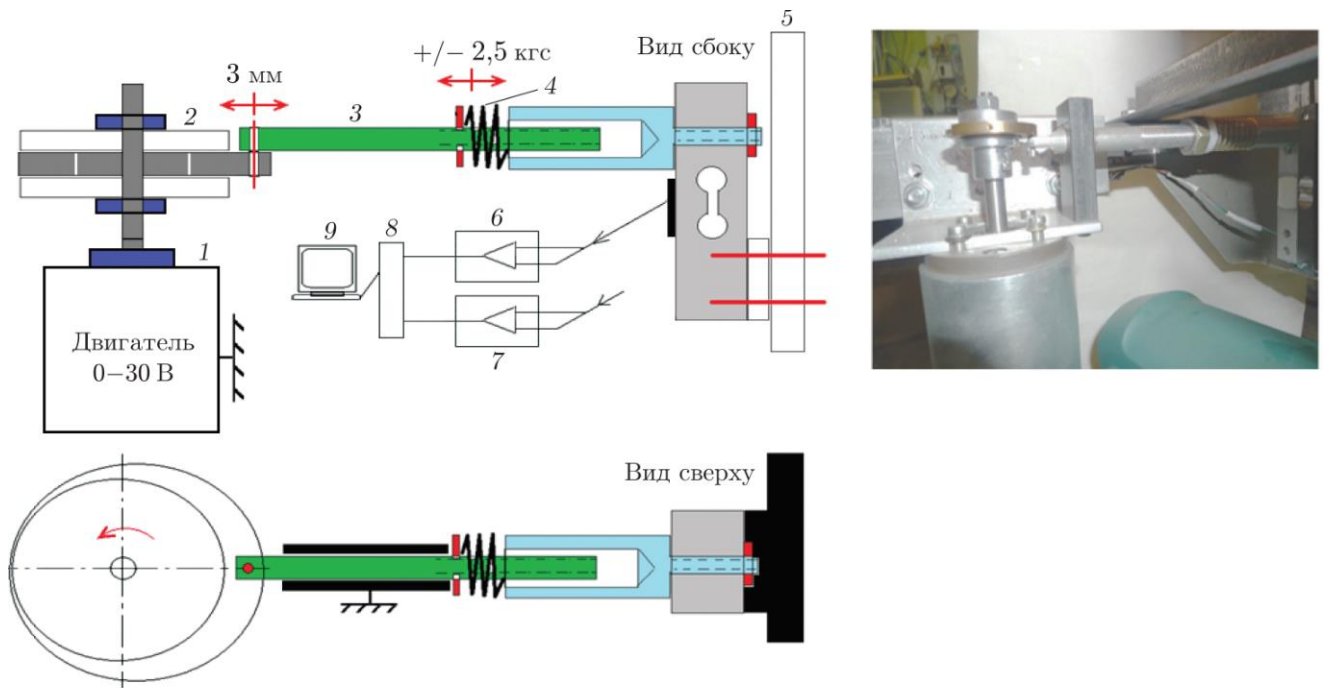 5
+/− 2,5 кгс
Вид сбоку
3 мм
4
2
3
6
8
9
1
7
Двигатель
0−30 В
Вид сверху